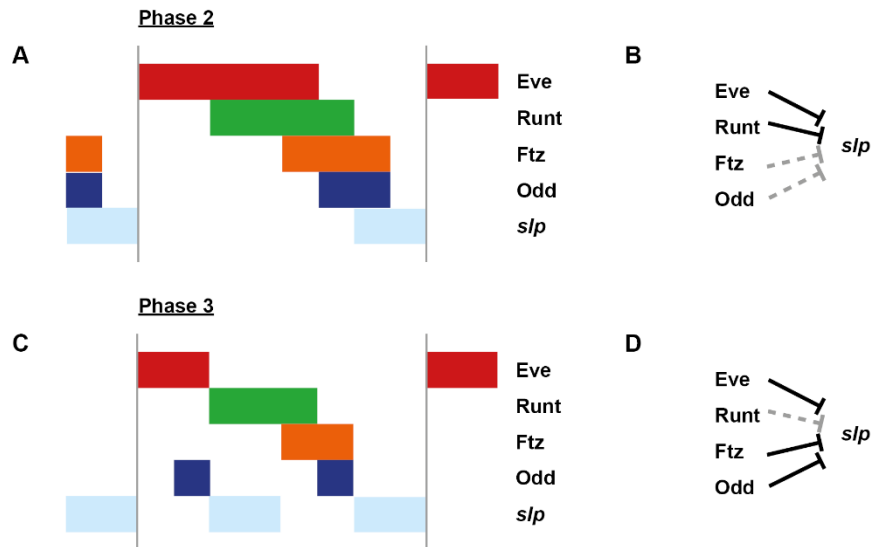 Phase 2
A
Eve
Runt
Ftz
Odd
slp
B
Eve
Runt
Ftz
Odd
slp
Phase 3
C
Eve
Runt
Ftz
Odd
slp
D
Eve
Runt
Ftz
Odd
slp